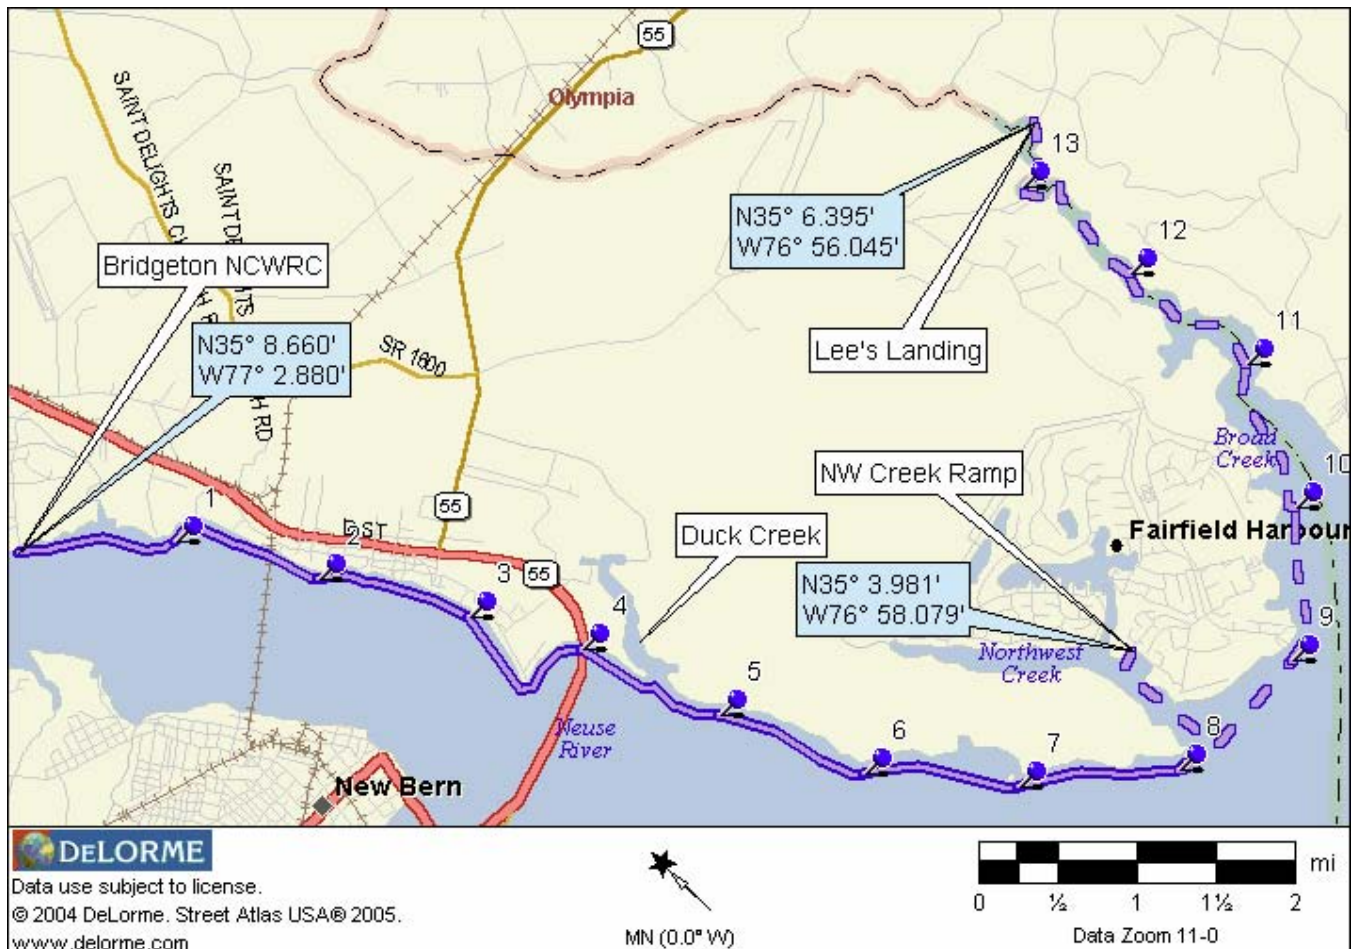 55
Olympia
SAINT DELIGHTS CH
H RD
SAINT DE
HTS
H RD
13
N35° 6.395'
W76° 56.045'
12
Bridgeton NCWRC
N35° 8.660'
W77° 2.880'
SR 1600
Lee's Landing
11
Broad
Creek
NW Creek Ramp
10
1
55
D ST
2
Duck Creek
Fairfield Harbour
3
55
4
N35° 3.981'
W76° 58.079'
9
Northwest
Creek
5
Neuse
River
6
7
8
New Bern
DELORME
Data use subject to license.
© 2004 DeLorme. Street Atlas USA® 2005.
www.delorme.com
MN (0.0° W)
mi
0 ½ 1 1½ 2
Data Zoom 11-0